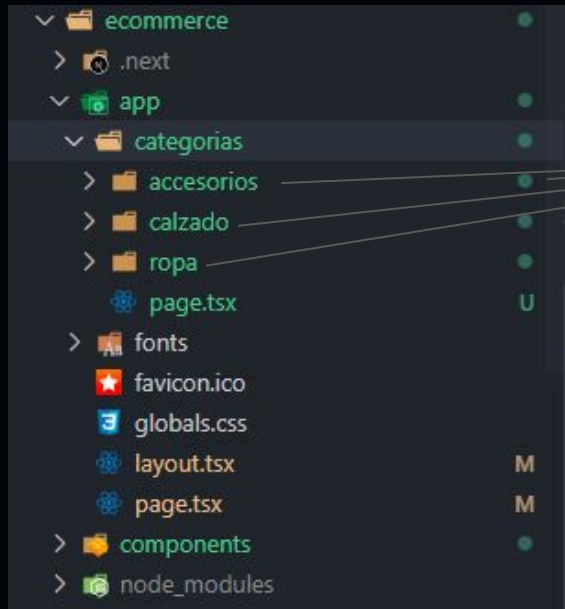 ecommerce
.next
app
categorias
accesorios
calzado
ropa
page.tsx U
fonts
favicon.ico
globals.css
layout.tsx M
page.tsx M
components
node_modules